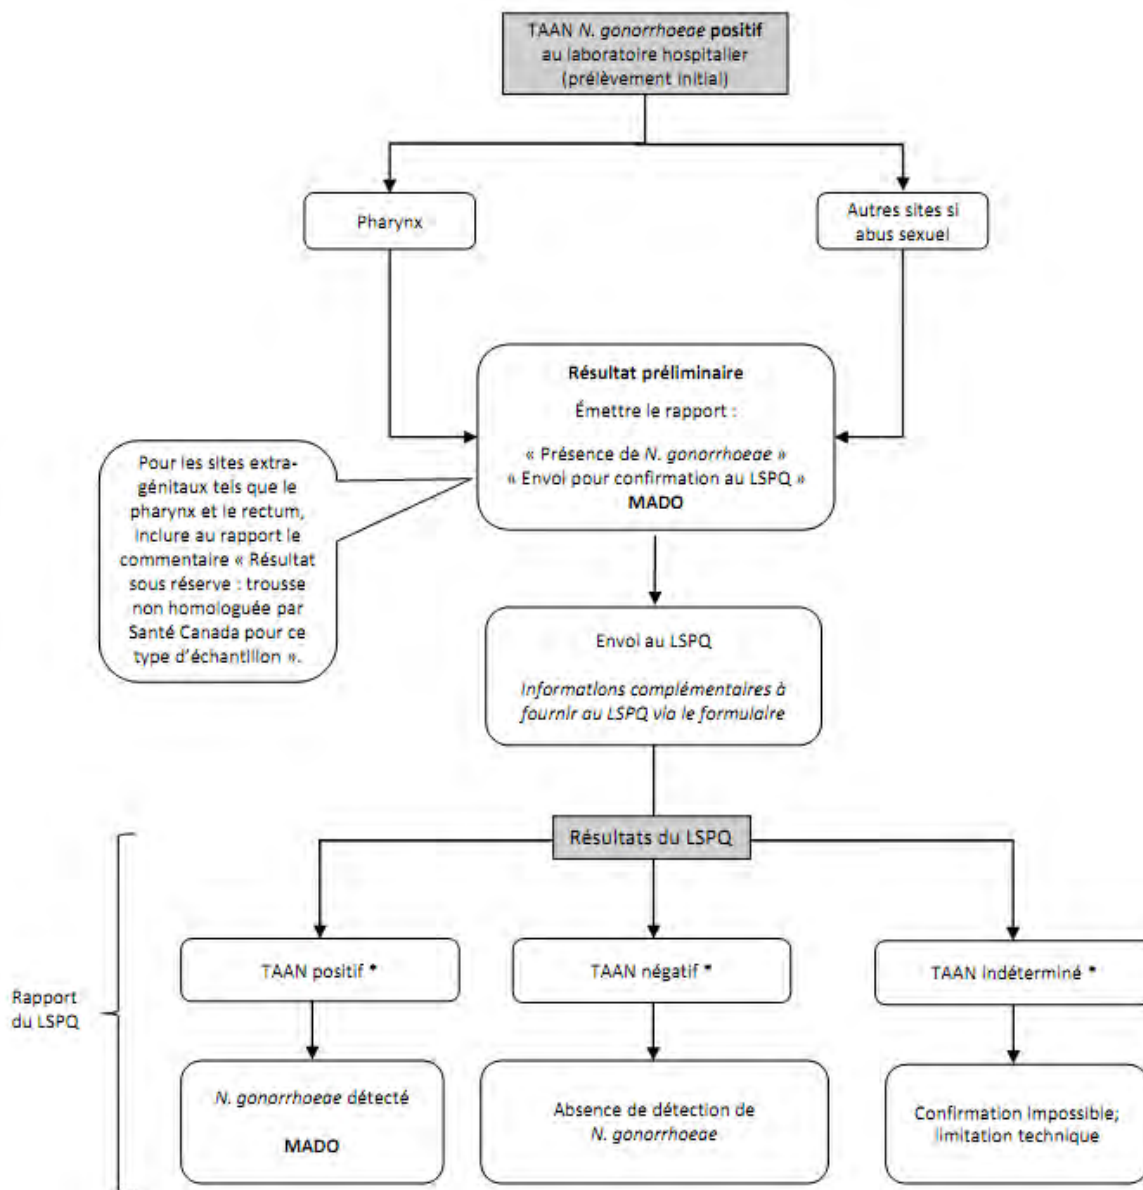 TAAN N. gonorrhoeae positif
au laboratoire hospitalier
(prélèvement initial)
Pharynx
Autres sites si
abus sexuel
Résultat préliminaire
Émettre le rapport :
« Présence de N. gonorrhoeae »
« Envoi pour confirmation au LSPQ »
MADO
Pour les sites extra-
génitaux tels que le
pharynx et le rectum,
inclure au rapport le
commentaire « Résultat
sous réserve : trousse
non homologuée par
Santé Canada pour ce
type d'échantillon ».
Envoi au LSPQ
Informations complémentaires à
fournir au LSPQ via le formulaire
Résultats du LSPQ
TAAN positif *
TAAN négatif *
TAAN indéterminé *
Rapport
du LSPQ
N. gonorrhoeae détecté
MADO
Absence de détection de
N. gonorrhoeae
Confirmation impossible;
limitation technique